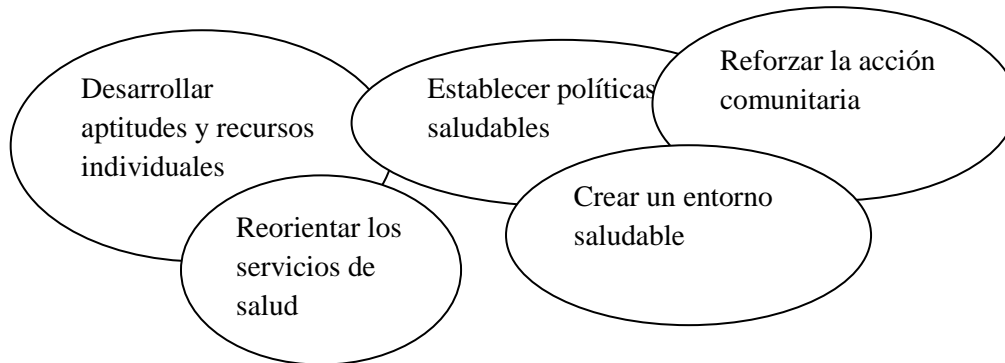 Desarrollar
aptitudes y recursos
individuales
Establecer políticas
saludables
Reforzar la acción
comunitaria
Reorientar los
servicios de
salud
Crear un entorno
saludable